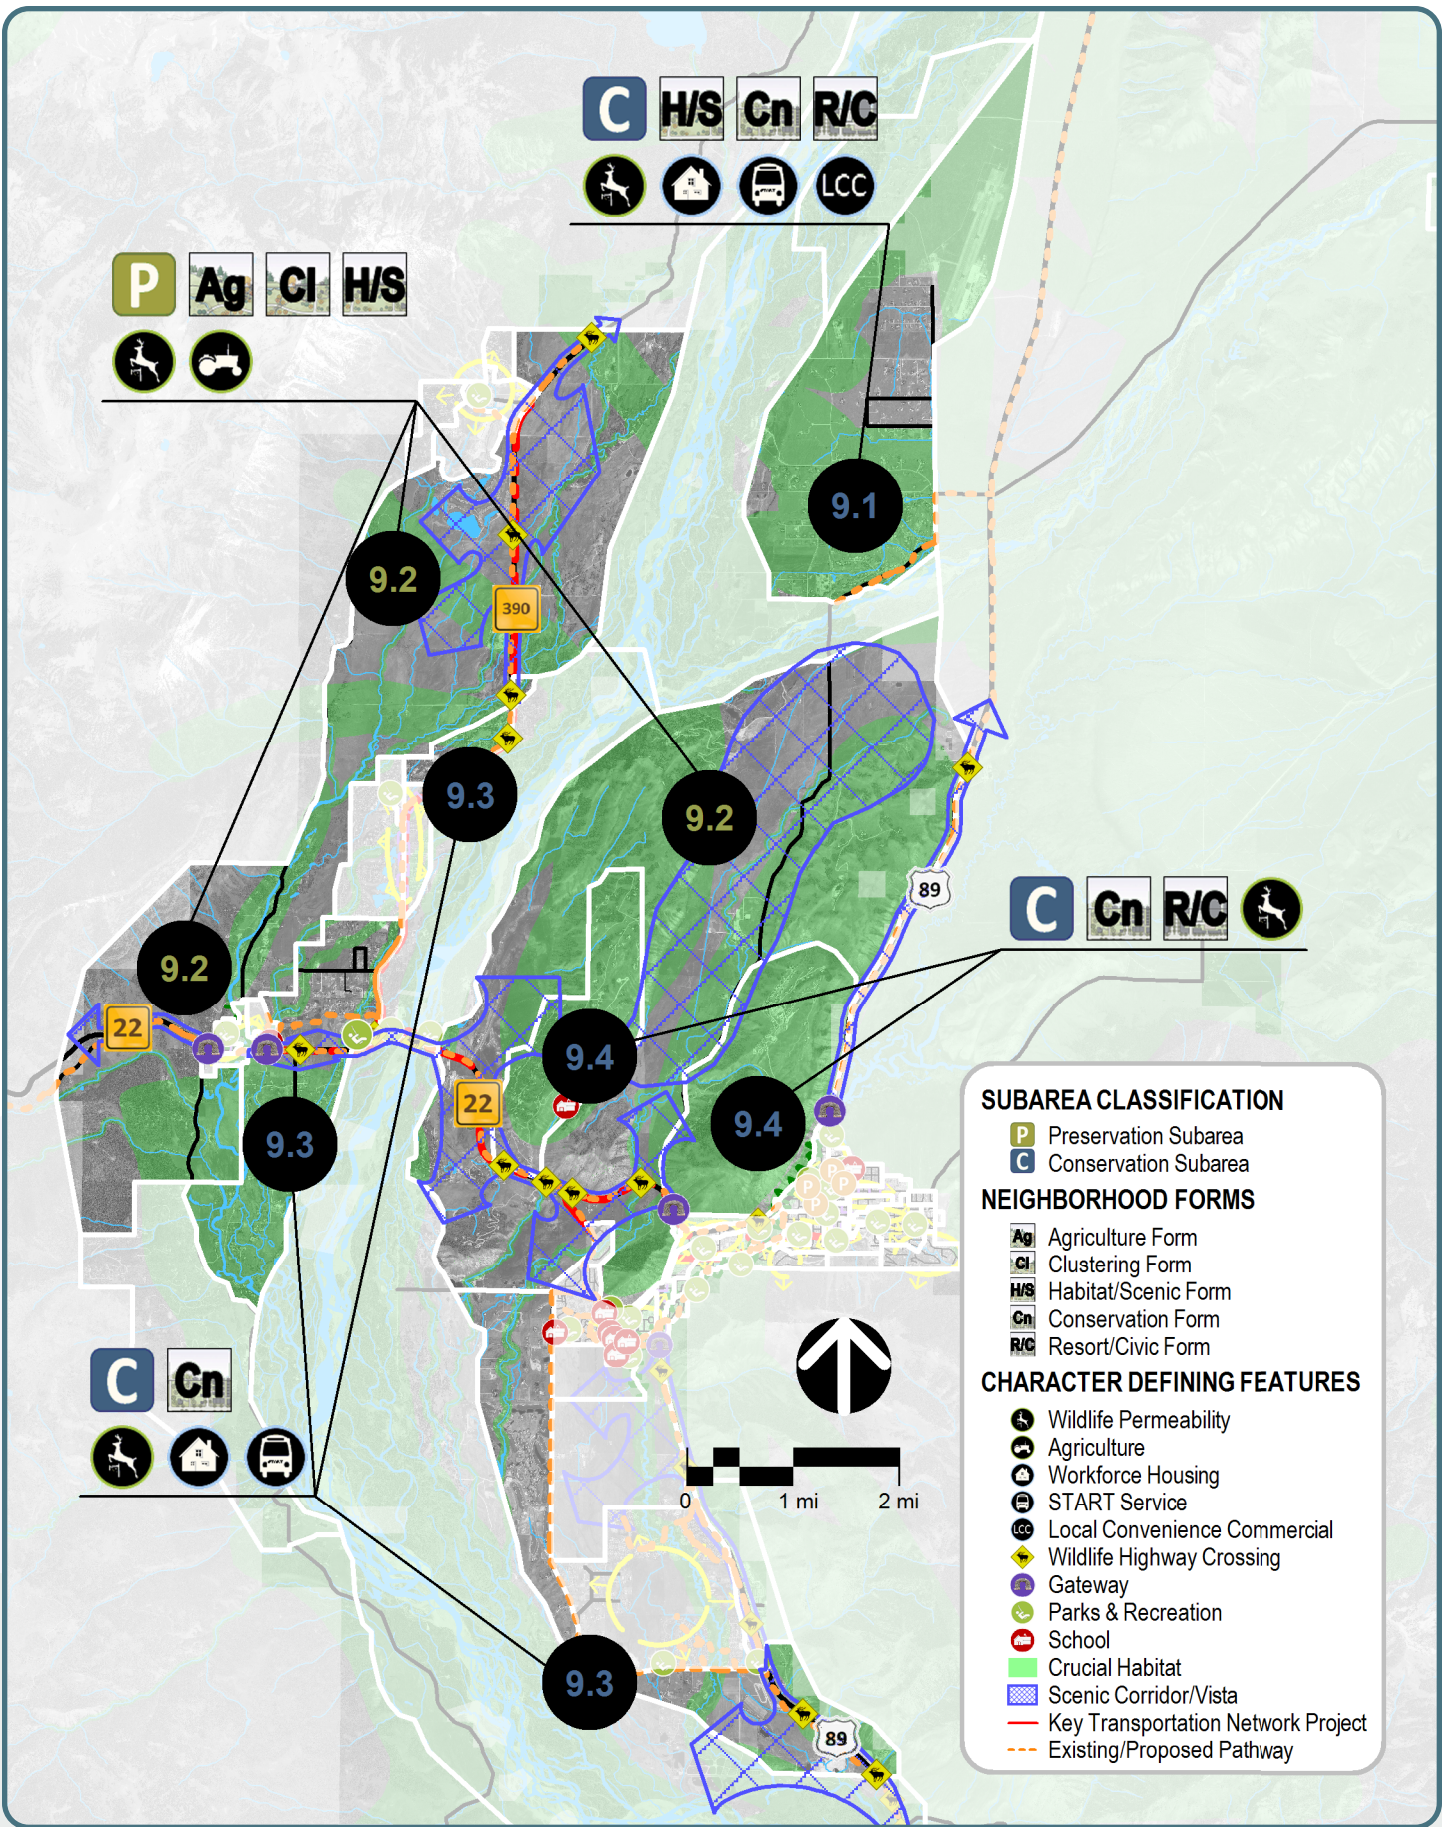 C H/S Cn R/C
LCC
P Ag Cl H/S
9.1
9.2
390
9.3
9.2
89
C Cn R/C
9.2
22
9.4
22
9.4
9.3
P
P
P
SUBAREA CLASSIFICATION
P Preservation Subarea
C Conservation Subarea
NEIGHBORHOOD FORMS
Ag Agriculture Form
Cl Clustering Form
H/S Habitat/Scenic Form
Cn Conservation Form
R/C Resort/Civic Form
CHARACTER DEFINING FEATURES
Wildlife Permeability
Agriculture
Workforce Housing
START Service
LCC Local Convenience Commercial
Wildlife Highway Crossing
Gateway
Parks & Recreation
School
Crucial Habitat
Scenic Corridor/Vista
Key Transportation Network Project
Existing/Proposed Pathway
C Cn
0 1 mi 2 mi
9.3
89